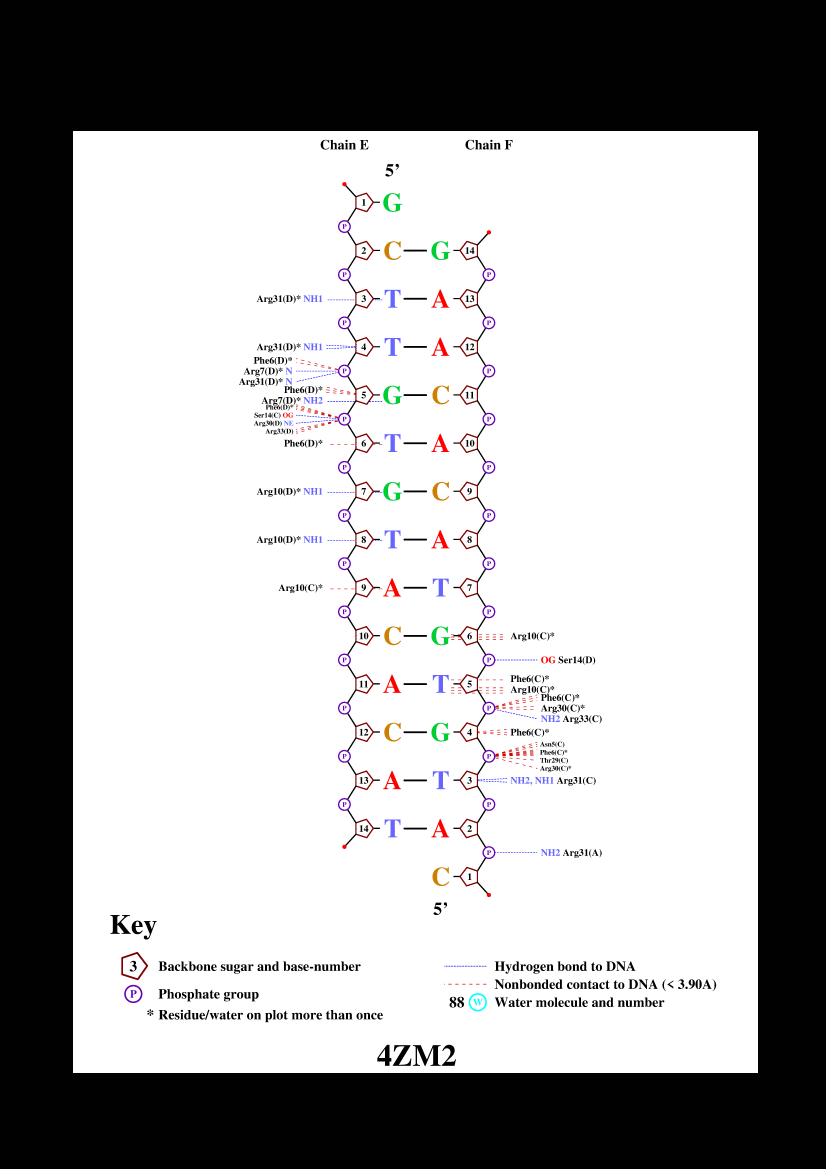 Chain E Chain F
5’
1 G
P
2 C G 14
P P
Arg31(D)* NH1 3 T A 13
P P
Arg31(D)* NH1 4 T A 12
Phe6(D)*
Arg7(D)* N P P
Arg31(D)* N
Phe6(D)* 5 G C 11
Arg7(D)* NH2
Phe6(D)*
Ser14(C) OG P P
Arg30(D) NE
Arg33(D)
Phe6(D)* 6 T A 10
P P
Arg10(D)* NH1 7 G C 9
P P
Arg10(D)* NH1 8 T A 8
P P
Arg10(C)* 9 A T 7
P P
10 C G 6 Arg10(C)*
P P OG Ser14(D)
11 A T 5 Phe6(C)*
Arg10(C)*
Phe6(C)*
P P Arg30(C)*
NH2 Arg33(C)
12 C G 4 Phe6(C)*
Asn5(C)
P P Phe6(C)*
Thr29(C)
Arg30(C)*
13 A T 3 NH2, NH1 Arg31(C)
P P
14 T A 2
P NH2 Arg31(A)
C 1
5’
Key
3 Backbone sugar and base-number
P Phosphate group
* Residue/water on plot more than once
Hydrogen bond to DNA
Nonbonded contact to DNA (< 3.90A)
88 W Water molecule and number
4ZM2